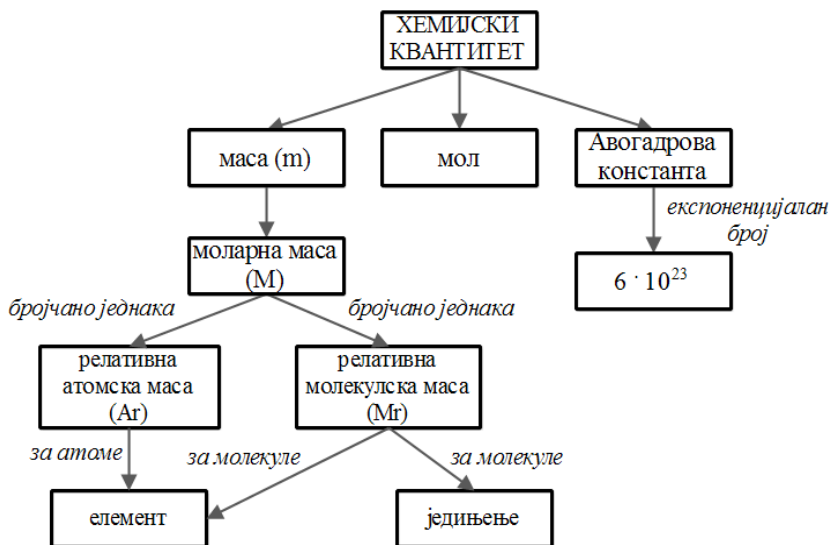 ХЕМИЈСКИ
КВАНТИТЕТ
маса (m)
мол
Авогадрова
константа
експоненцијалан
број
моларна маса
(M)
6 · 10²³
бројчано једнака
бројчано једнака
релативна
атомска маса
(Ar)
релативна
молекулска маса
(Mr)
за атоме
за молекуле
за молекуле
елемент
једињење